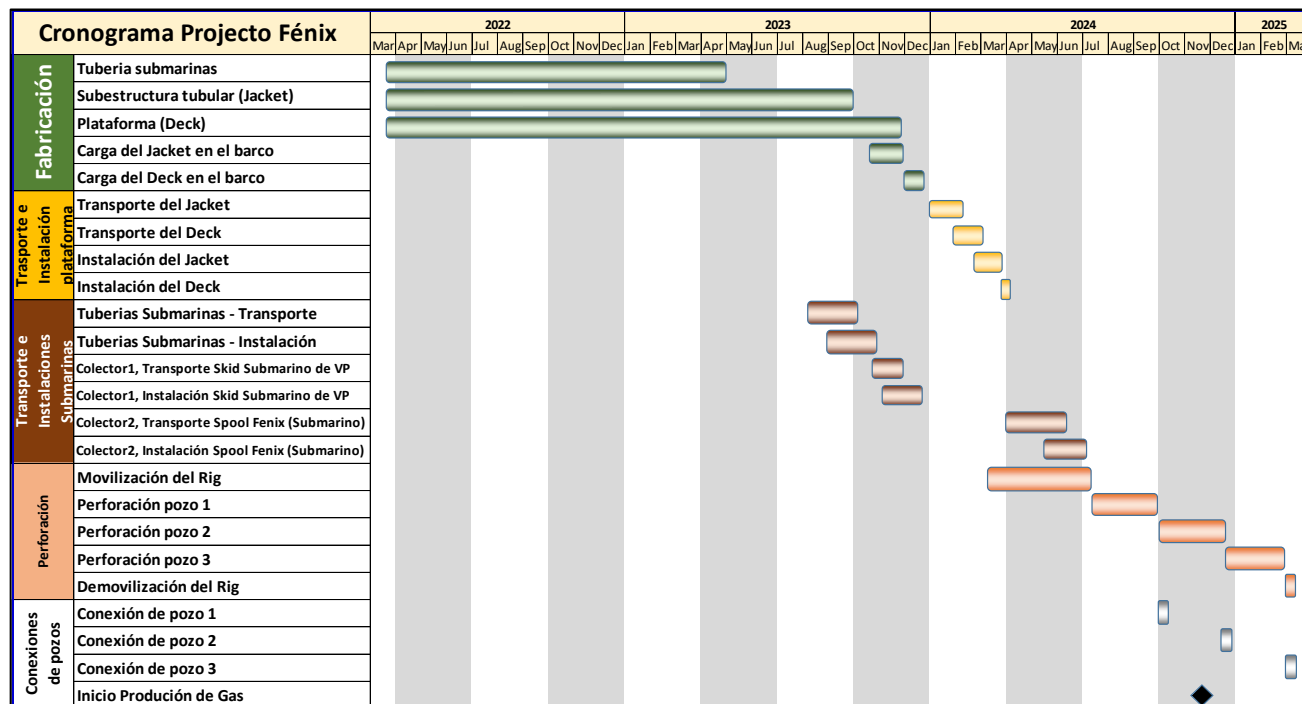 Cronograma Projecto Fénix
2022 2023 2024 2025
Mar Apr May Jun Jul Aug Sep Oct Nov Dec Jan Feb Mar Apr May Jun Jul Aug Sep Oct Nov Dec Jan Feb Mar Apr May Jun Jul Aug Sep Oct Nov Dec Jan Feb Ma
Fabricación
Tuberia submarinas
Subestructura tubular (Jacket)
Plataforma (Deck)
Carga del Jacket en el barco
Carga del Deck en el barco
Trasporte e
Instalación
plataforma
Transporte del Jacket
Transporte del Deck
Instalación del Jacket
Instalación del Deck
Transporte e
Instalaciones
Submarinas
Tuberias Submarinas - Transporte
Tuberias Submarinas - Instalación
Colector1, Transporte Skid Submarino de VP
Colector1, Instalación Skid Submarino de VP
Colector2, Transporte Spool Fenix (Submarino)
Colector2, Instalación Spool Fenix (Submarino)
Perforación
Movilización del Rig
Perforación pozo 1
Perforación pozo 2
Perforación pozo 3
Demovilización del Rig
Conexiones
de pozos
Conexión de pozo 1
Conexión de pozo 2
Conexión de pozo 3
Inicio Produción de Gas